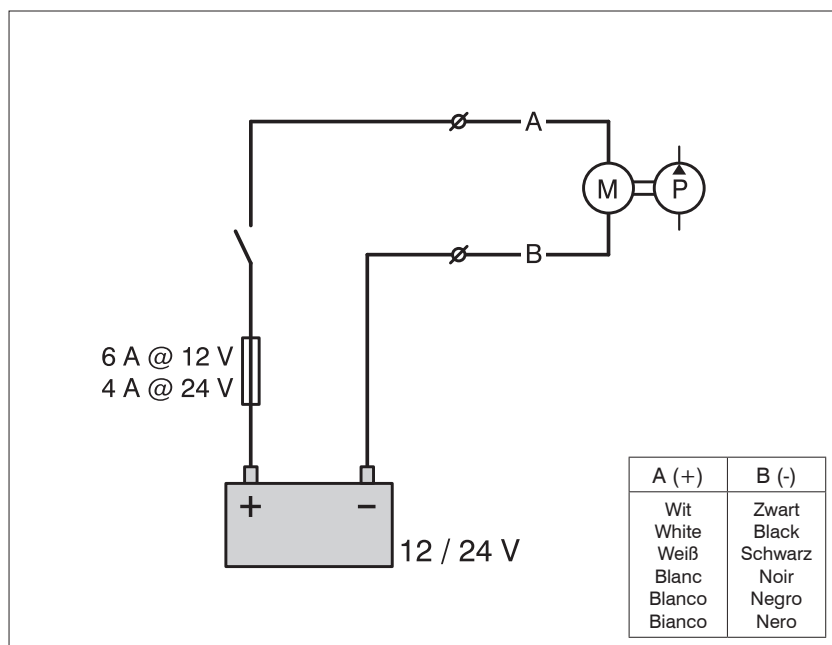 A
M
P
B
6 A @ 12 V
4 A @ 24 V
+ −
12 / 24 V
A (+) B (-)
Wit Zwart
White Black
Weiß Schwarz
Blanc Noir
Blanco Negro
Bianco Nero